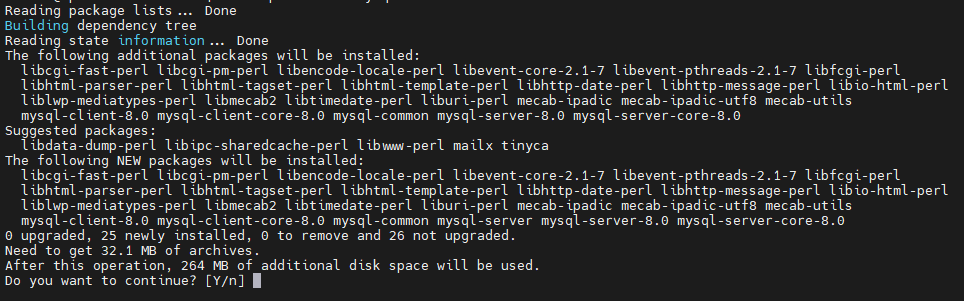 Reading package lists... Done
Building dependency tree
Reading state information... Done
The following additional packages will be installed:
  libcgi-fast-perl libcgi-pm-perl libencode-locale-perl libevent-core-2.1-7 libevent-pthreads-2.1-7 libfcgi-perl
  libhtml-parser-perl libhtml-tagset-perl libhtml-template-perl libhttp-date-perl libhttp-message-perl libio-html-perl
  liblwp-mediatypes-perl libmecab2 libtimedate-perl liburi-perl mecab-ipadic mecab-ipadic-utf8 mecab-utils
  mysql-client-8.0 mysql-client-core-8.0 mysql-common mysql-server-8.0 mysql-server-core-8.0
Suggested packages:
  libdata-dump-perl libipc-sharedcache-perl libwww-perl mailx tinyca
The following NEW packages will be installed:
  libcgi-fast-perl libcgi-pm-perl libencode-locale-perl libevent-core-2.1-7 libevent-pthreads-2.1-7 libfcgi-perl
  libhtml-parser-perl libhtml-tagset-perl libhtml-template-perl libhttp-date-perl libhttp-message-perl libio-html-perl
  liblwp-mediatypes-perl libmecab2 libtimedate-perl liburi-perl mecab-ipadic mecab-ipadic-utf8 mecab-utils
  mysql-client-8.0 mysql-client-core-8.0 mysql-common mysql-server mysql-server-8.0 mysql-server-core-8.0
0 upgraded, 25 newly installed, 0 to remove and 26 not upgraded.
Need to get 32.1 MB of archives.
After this operation, 264 MB of additional disk space will be used.
Do you want to continue? [Y/n]